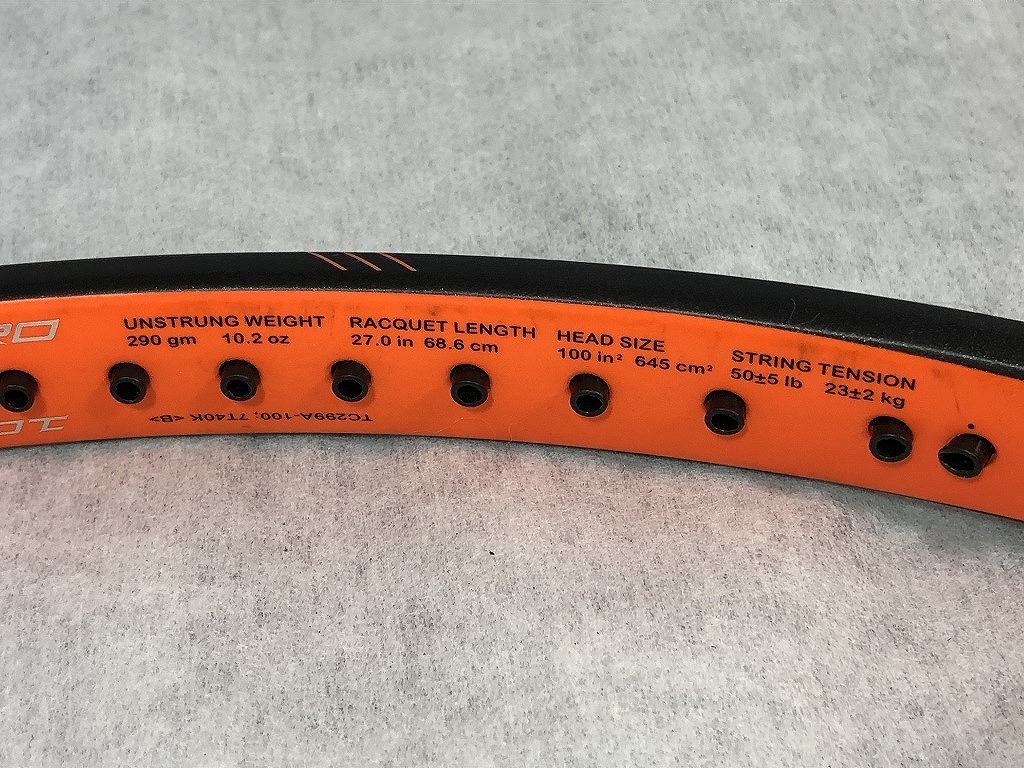 RO
UNSTRUNG WEIGHT
290 gm 10.2 oz
RACQUET LENGTH
27.0 in 68.6 cm
HEAD SIZE
100 in² 645 cm²
STRING TENSION
50±5 lb 23±2 kg
TC299A-100; 7T40K <B>